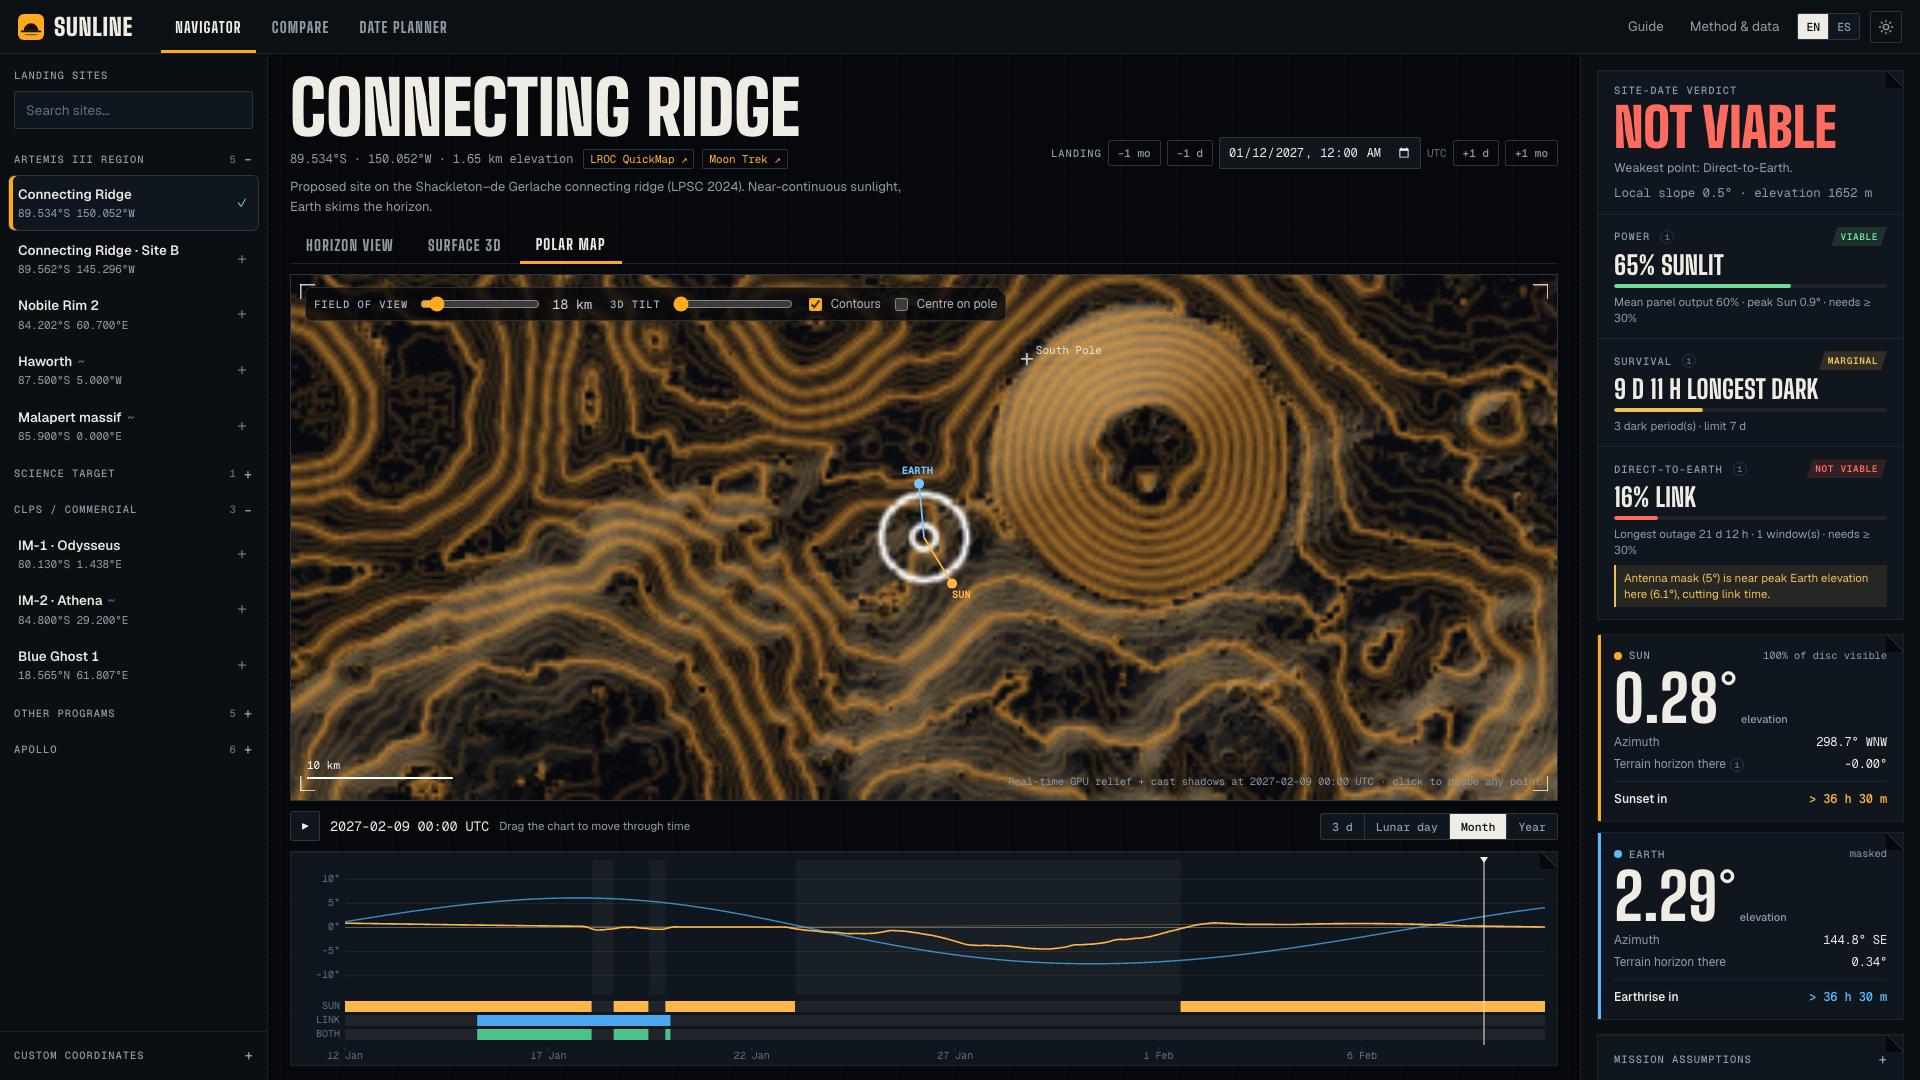 SUNLINE
NAVIGATOR
COMPARE
DATE PLANNER
Guide
Method & data
EN
ES
LANDING SITES
Search sites…
ARTEMIS III REGION 5 −
Connecting Ridge
89.534°S 150.052°W
✓
Connecting Ridge · Site B
89.562°S 145.296°W
+
Nobile Rim 2
84.202°S 60.700°E
+
Haworth ~
87.500°S 5.000°W
+
Malapert massif ~
85.900°S 0.000°E
+
SCIENCE TARGET 1 +
CLPS / COMMERCIAL 3 −
IM-1 · Odysseus
80.130°S 1.438°E
+
IM-2 · Athena ~
84.800°S 29.200°E
+
Blue Ghost 1
18.565°N 61.807°E
+
OTHER PROGRAMS 5 +
APOLLO 6 +
CUSTOM COORDINATES +
CONNECTING RIDGE
89.534°S · 150.052°W · 1.65 km elevation
LROC QuickMap ↗
Moon Trek ↗
Proposed site on the Shackleton–de Gerlache connecting ridge (LPSC 2024). Near-continuous sunlight,
Earth skims the horizon.
LANDING
−1 mo
−1 d
01/12/2027, 12:00 AM
UTC
+1 d
+1 mo
HORIZON VIEW
SURFACE 3D
POLAR MAP
FIELD OF VIEW
18 km
3D TILT
Contours
Centre on pole
South Pole
EARTH
SUN
10 km
Real-time GPU relief + cast shadows at 2027-02-09 00:00 UTC · click to probe any point
2027-02-09 00:00 UTC
Drag the chart to move through time
3 d
Lunar day
Month
Year
10°
5°
0°
-5°
-10°
SUN
LINK
BOTH
12 Jan
17 Jan
22 Jan
27 Jan
1 Feb
6 Feb
SITE-DATE VERDICT
NOT VIABLE
Weakest point: Direct-to-Earth.
Local slope 0.5° · elevation 1652 m
POWER i
VIABLE
65% SUNLIT
Mean panel output 60% · peak Sun 0.9° · needs ≥
30%
SURVIVAL i
MARGINAL
9 D 11 H LONGEST DARK
3 dark period(s) · limit 7 d
DIRECT-TO-EARTH i
NOT VIABLE
16% LINK
Longest outage 21 d 12 h · 1 window(s) · needs ≥
30%
Antenna mask (5°) is near peak Earth elevation
here (6.1°), cutting link time.
SUN
100% of disc visible
0.28°
elevation
Azimuth
298.7° WNW
Terrain horizon there i
-0.00°
Sunset in
> 36 h 30 m
EARTH
masked
2.29°
elevation
Azimuth
144.8° SE
Terrain horizon there
0.34°
Earthrise in
> 36 h 30 m
MISSION ASSUMPTIONS +